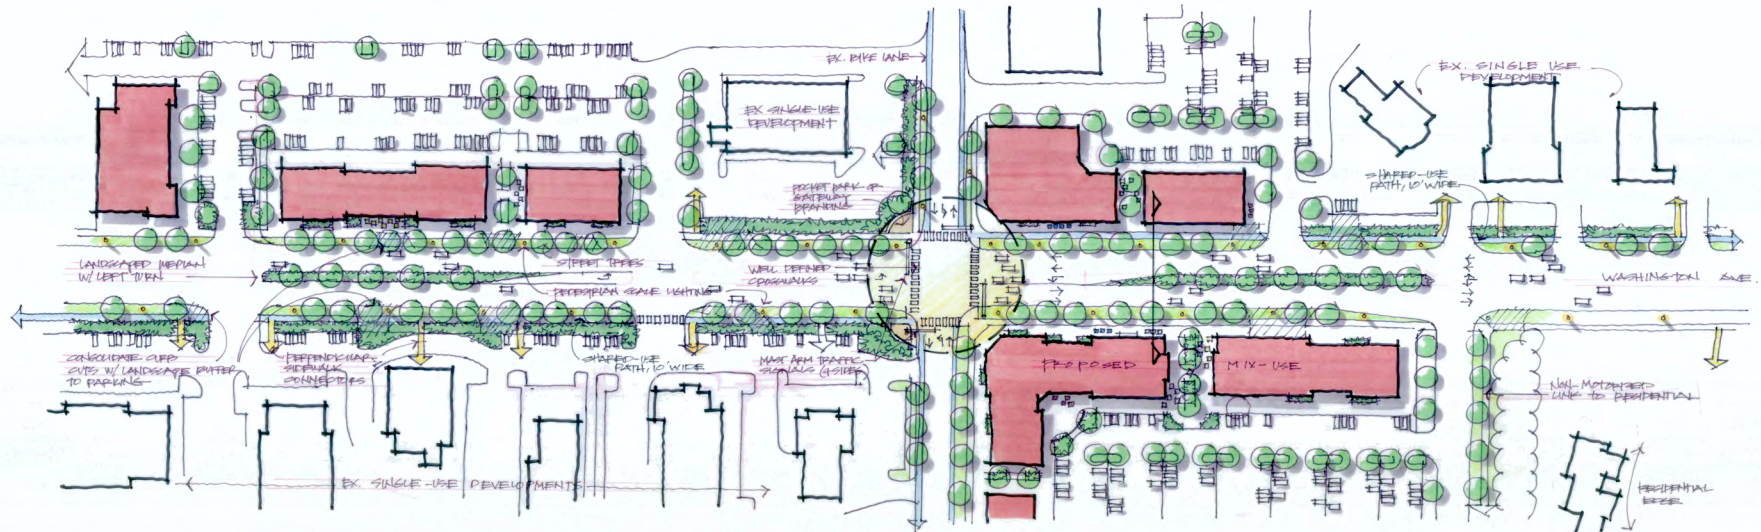 EX. BIKE LANE
EX. SINGLE USE
DEVELOPMENT
EX SINGLE-USE
DEVELOPMENT
SHARED-USE
PATH, 10' WIDE
POCKET PARK OR
GATEWAY
BRANDING
LANDSCAPED MEDIAN
W/ LEFT TURN
STREET TREES
WELL DEFINED
CROSSWALKS
WASHINGTON AVE.
PEDESTRIAN SCALE LIGHTING
CONSOLIDATE CURB
CUTS W/ LANDSCAPE BUFFER
TO PARKING
PERPENDICULAR
SIDEWALK
CONNECTORS
SHARED-USE
PATH, 10' WIDE
MAST ARM TRAFFIC
SIGNALS (4 SIDES)
PROPOSED MIX-USE
NON-MOTORIZED
LINK TO RESIDENTIAL
EX. SINGLE-USE DEVELOPMENTS
RESIDENTIAL
EDGE